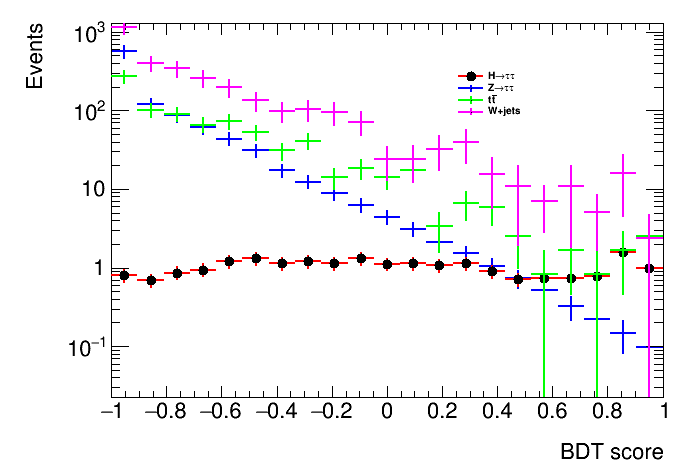 Events
10³
10²
10
1
10⁻¹
H→ττ
Z→ττ
tt̄
W+jets
−1 −0.8 −0.6 −0.4 −0.2 0 0.2 0.4 0.6 0.8 1
BDT score